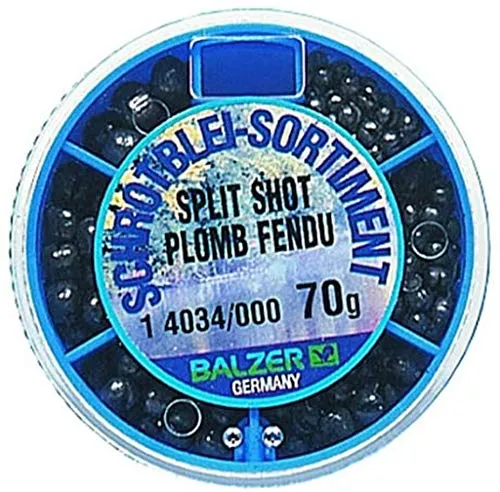 SCHROTBLEI-SORTIMENT
SPLIT SHOT
PLOMB FENDU
1 4034/000 70g
BALZER
GERMANY